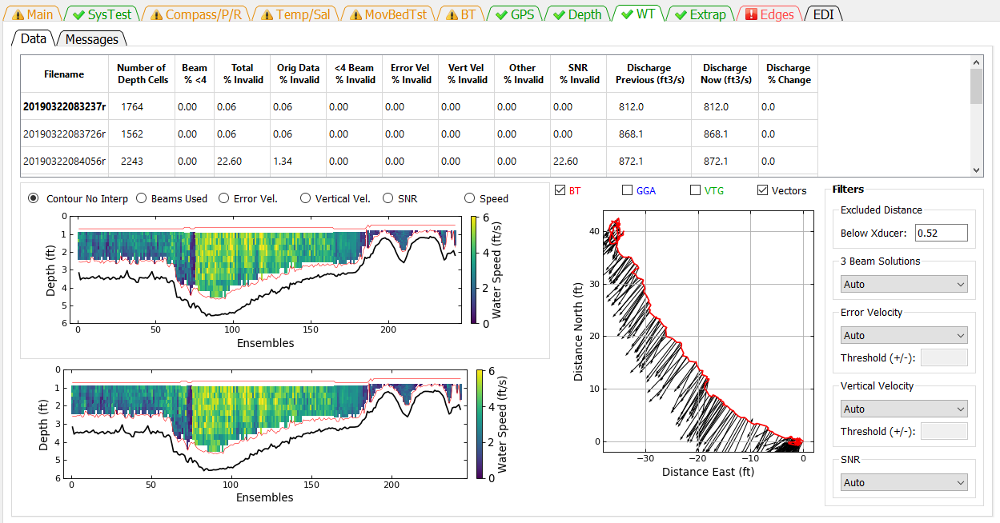 Main SysTest Compass/P/R Temp/Sal MovBedTst BT GPS Depth WT Extrap Edges EDI
Data Messages
Filename Number of Depth Cells Beam % <4 Total % Invalid Orig Data % Invalid <4 Beam % Invalid Error Vel % Invalid Vert Vel % Invalid Other % Invalid SNR % Invalid Discharge Previous (ft3/s) Discharge Now (ft3/s) Discharge % Change
20190322083237r 1764 0.00 0.06 0.06 0.00 0.00 0.00 0.00 0.00 812.0 812.0 0.0
20190322083726r 1562 0.00 0.06 0.06 0.00 0.00 0.00 0.00 0.00 868.1 868.1 0.0
20190322084056r 2243 0.00 22.60 1.34 0.00 0.00 0.00 0.00 22.60 872.1 872.1 0.0
Contour No Interp Beams Used Error Vel. Vertical Vel. SNR Speed
0
1
2
3
4
5
6
Depth (ft)
0 50 100 150 200
Ensembles
6
4
2
0
Water Speed (ft/s)
0
1
2
3
4
5
6
Depth (ft)
0 50 100 150 200
Ensembles
6
4
2
0
Water Speed (ft/s)
BT GGA VTG Vectors
40
30
20
10
0
Distance North (ft)
−30 −20 −10 0
Distance East (ft)
Filters
Excluded Distance
Below Xducer: 0.52
3 Beam Solutions
Auto
Error Velocity
Auto
Threshold (+/-):
Vertical Velocity
Auto
Threshold (+/-):
SNR
Auto